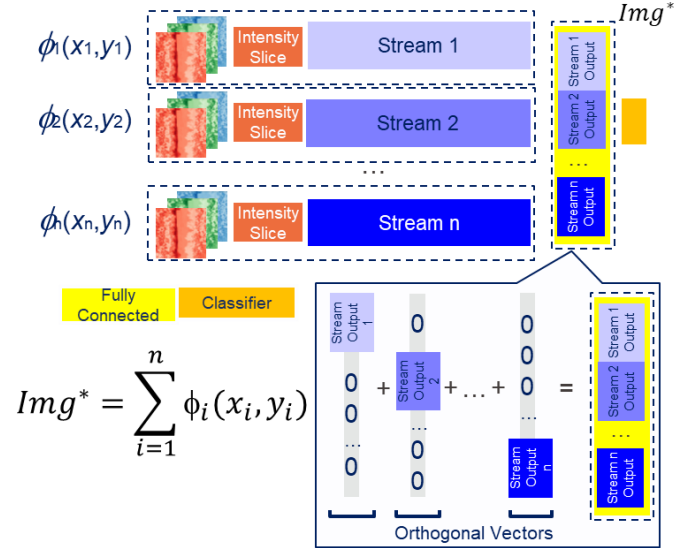 Img*
ϕ1(x1,y1)
Intensity
Slice
Stream 1
ϕ2(x2,y2)
Intensity
Slice
Stream 2
...
ϕn(xn,yn)
Intensity
Slice
Stream n
Stream 1
Output
Stream 2
Output
...
Stream n
Output
Fully
Connected
Classifier
Img* = ∑ i=1 n ϕi(xi,yi)
Stream
Output
1
0
0
...
0
+
0
Stream
Output
2
...
0
0
+ ... +
0
0
0
...
Stream
Output n
=
Stream 1
Output
Stream 2
Output
...
Stream n
Output
Orthogonal Vectors